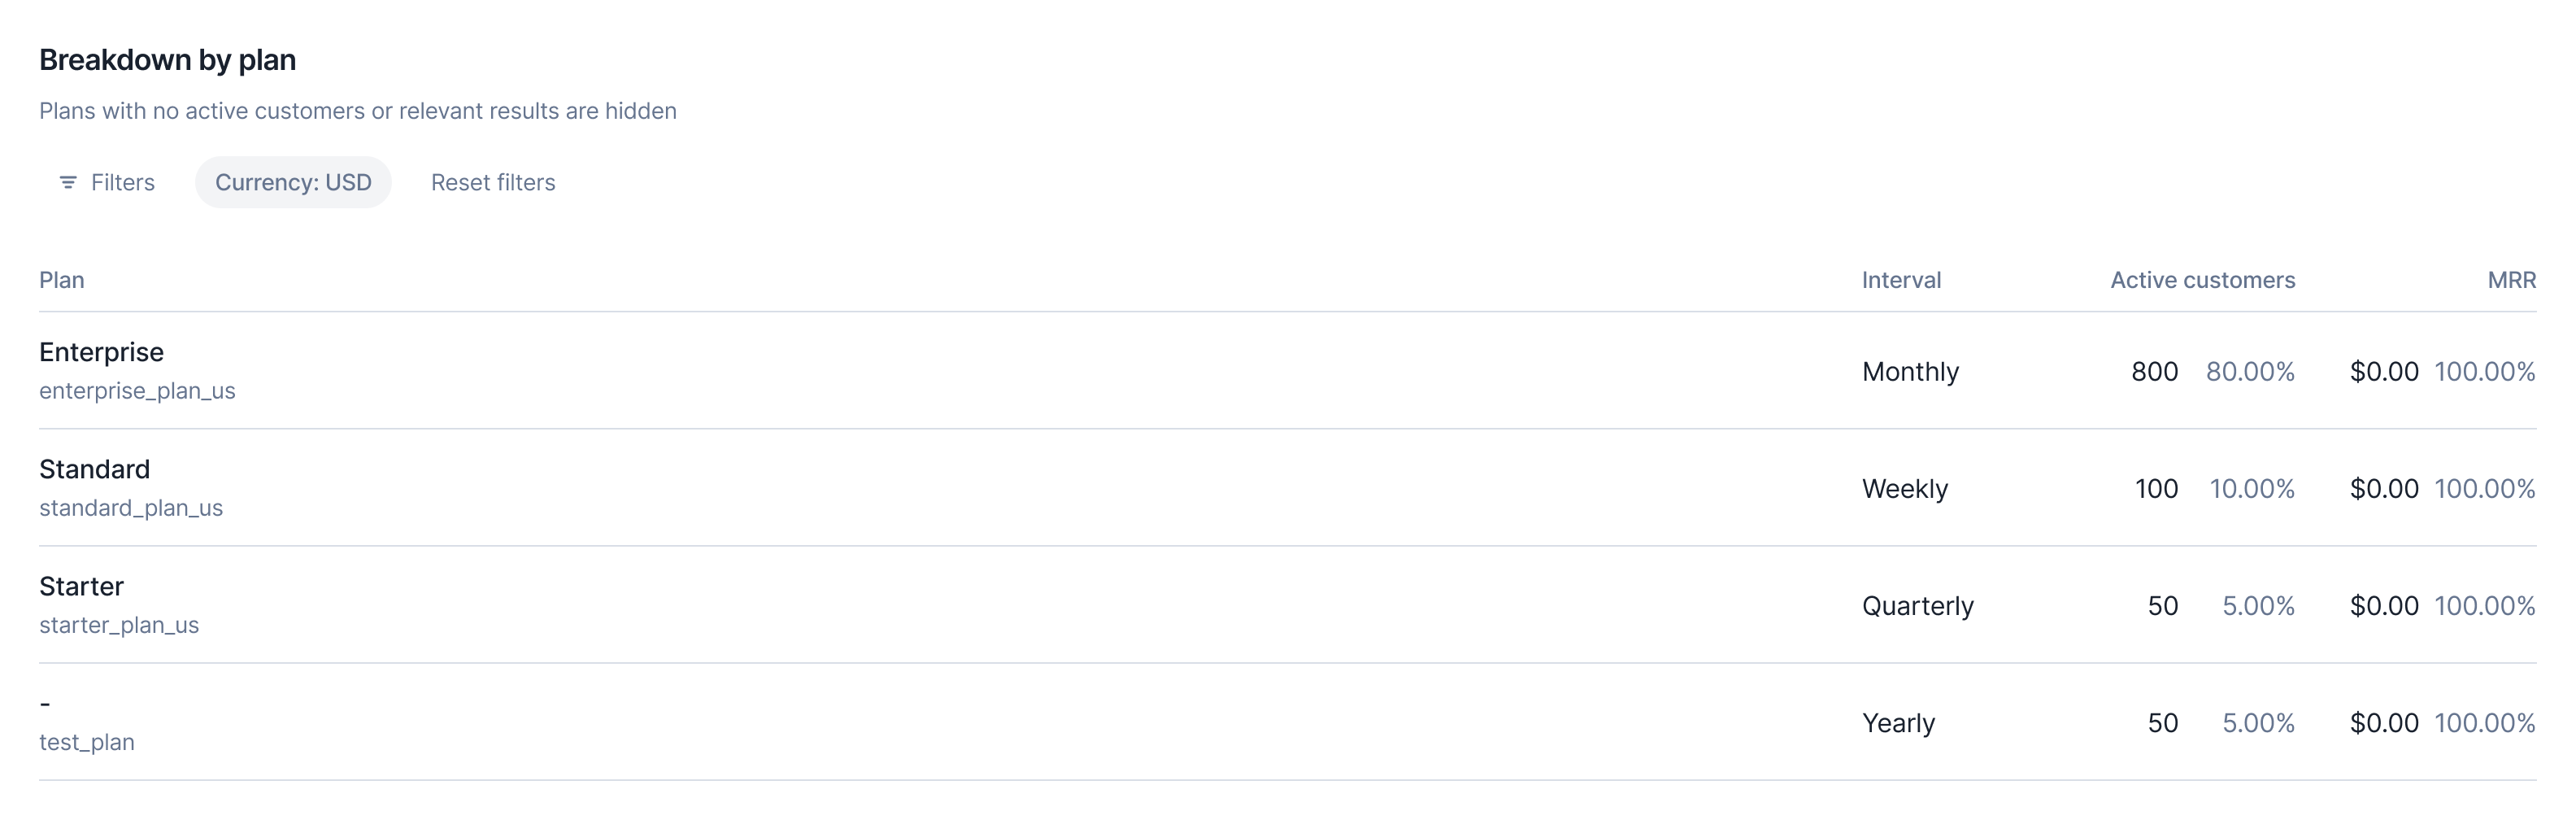 Breakdown by plan
Plans with no active customers or relevant results are hidden
Filters Currency: USD Reset filters
Plan Interval Active customers MRR
Enterprise
enterprise_plan_us
Monthly 800 80.00% $0.00 100.00%
Standard
standard_plan_us
Weekly 100 10.00% $0.00 100.00%
Starter
starter_plan_us
Quarterly 50 5.00% $0.00 100.00%
-
test_plan
Yearly 50 5.00% $0.00 100.00%